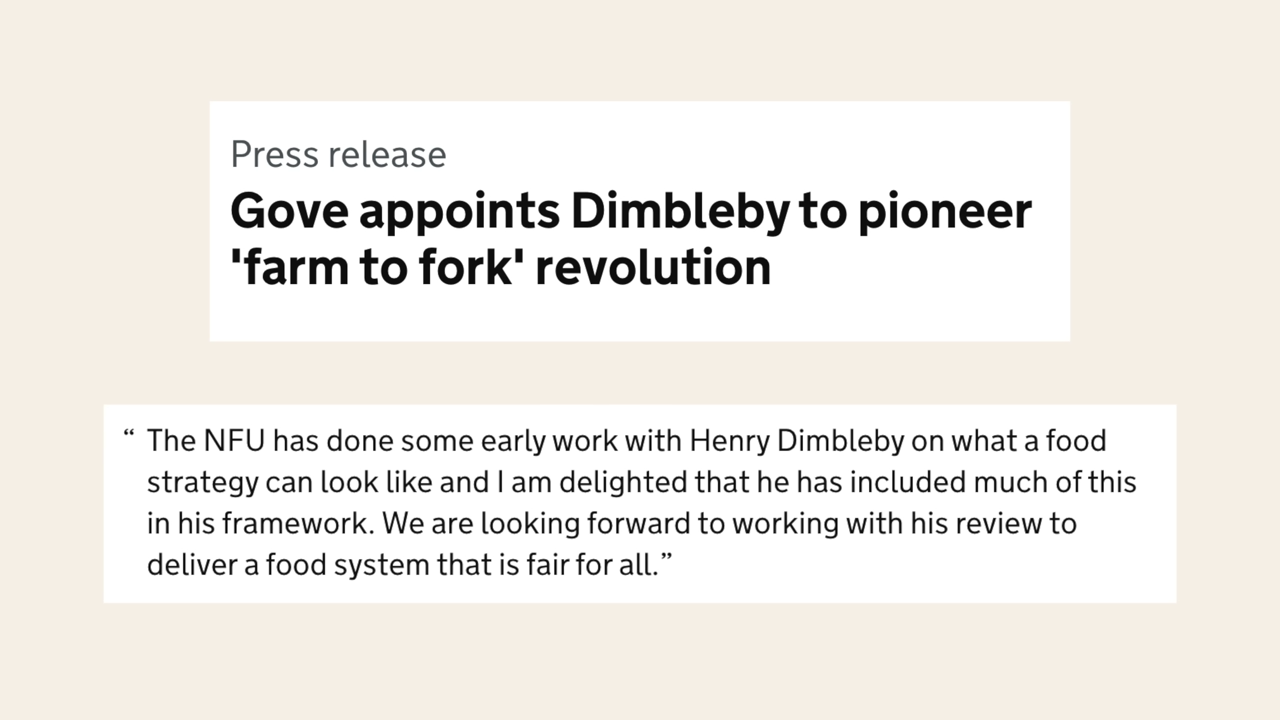 Press release
Gove appoints Dimbleby to pioneer
'farm to fork' revolution
“ The NFU has done some early work with Henry Dimbleby on what a food
strategy can look like and I am delighted that he has included much of this
in his framework. We are looking forward to working with his review to
deliver a food system that is fair for all.”